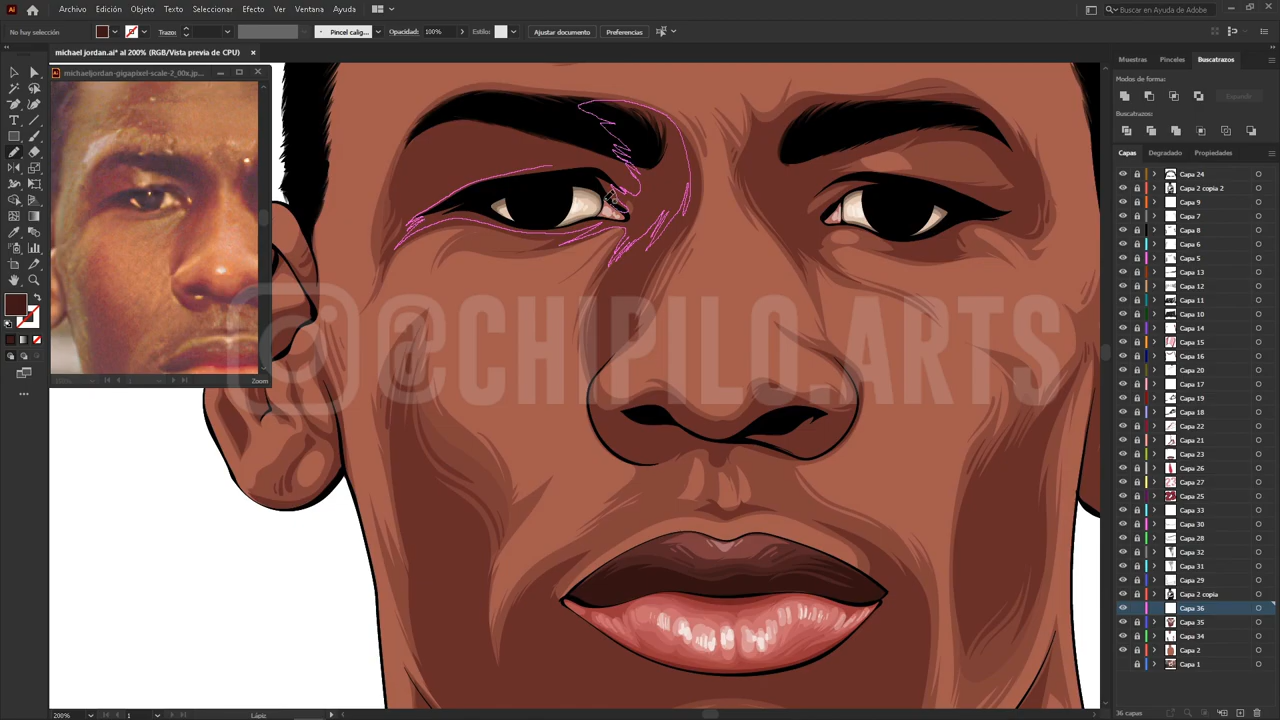 Ai
Archivo Edición Objeto Texto Seleccionar Efecto Vista Ventana Ayuda
Buscar en Ayuda de Adobe
No hay selección
Trazo:
Pincel calig...
Opacidad: 100%
Estilo:
Ajustar documento
Preferencias
michael jordan.ai* al 200% (RGB/Vista previa de CPU)
michaeljordan-gigapixel-scale-2_00x.jp...
Zoom
@CHIPILO.ARTS
Muestras Pinceles Buscatrazos
Modos de forma:
Expandir
Buscatrazos:
Capas Degradado Propiedades
Capa 24
Capa 2 copia 2
Capa 9
Capa 7
Capa 8
Capa 6
Capa 5
Capa 13
Capa 12
Capa 11
Capa 10
Capa 14
Capa 15
Capa 16
Capa 20
Capa 17
Capa 19
Capa 18
Capa 22
Capa 21
Capa 23
Capa 26
Capa 27
Capa 25
Capa 33
Capa 30
Capa 28
Capa 32
Capa 31
Capa 29
Capa 2 copia
Capa 36
Capa 35
Capa 34
Capa 2
Capa 1
36 capas
200%
1
Lápiz